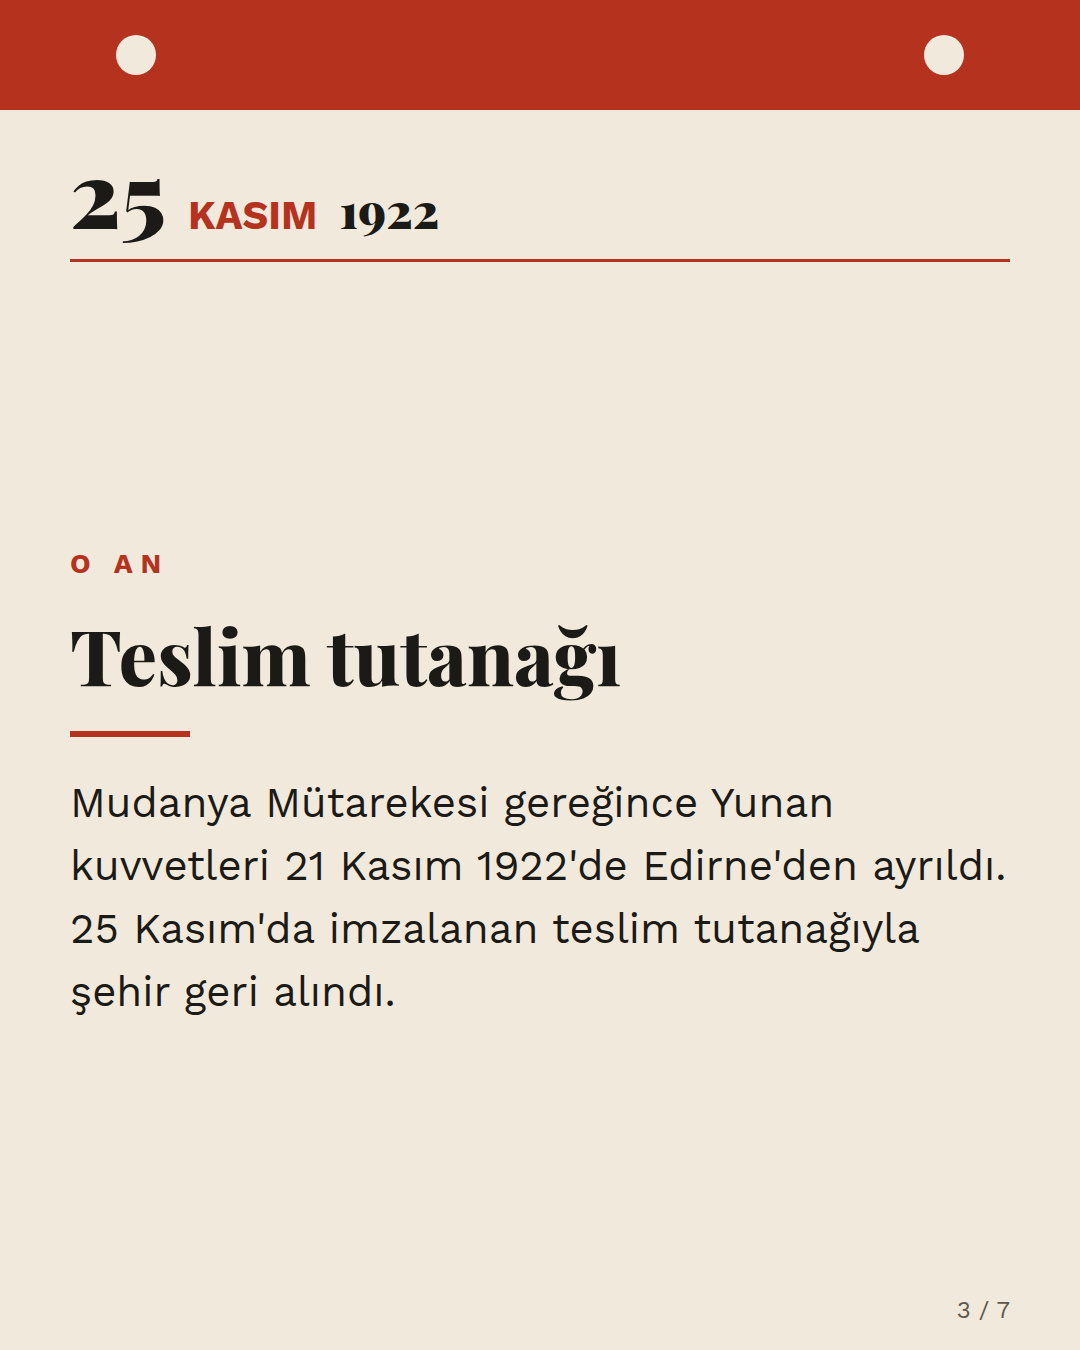 25 KASIM 1922
O AN
Teslim tutanağı
Mudanya Mütarekesi gereğince Yunan
kuvvetleri 21 Kasım 1922'de Edirne'den ayrıldı.
25 Kasım'da imzalanan teslim tutanağıyla
şehir geri alındı.
3 / 7